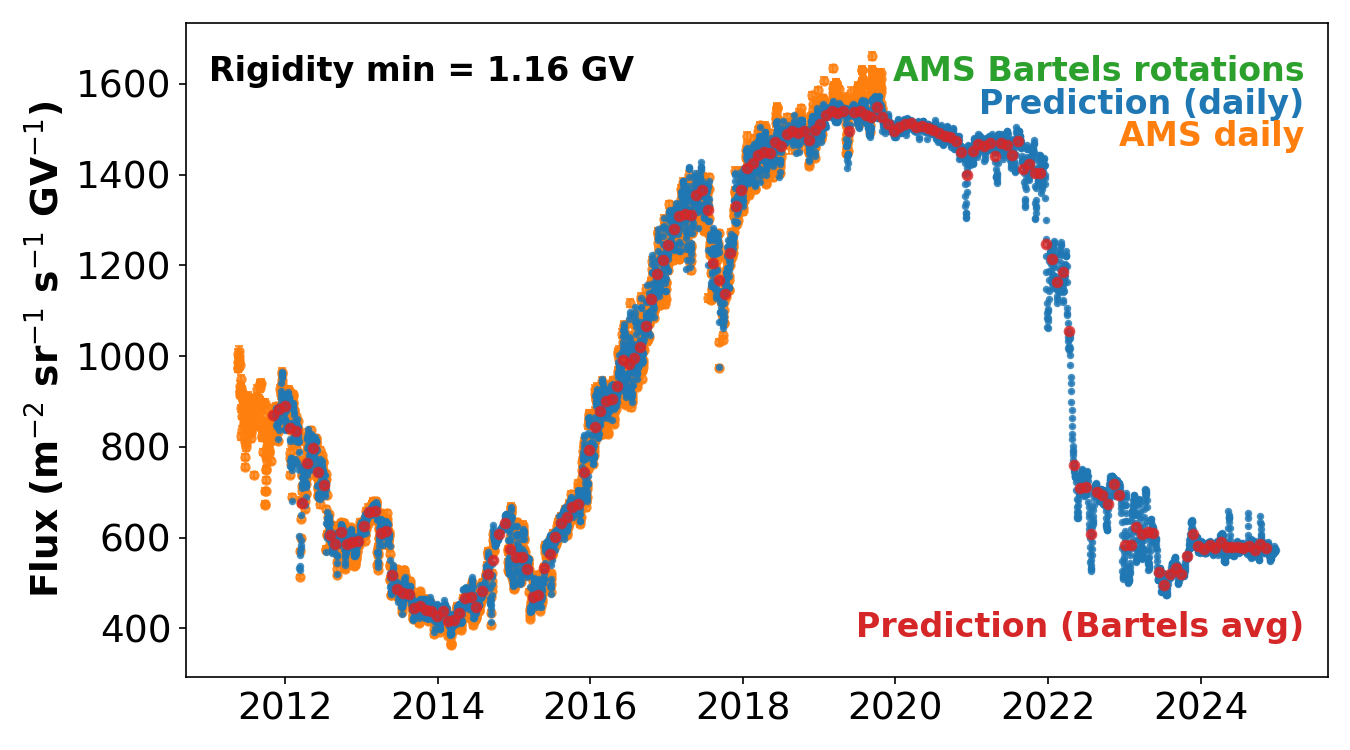 Rigidity min = 1.16 GV
AMS Bartels rotations
Prediction (daily)
AMS daily
Prediction (Bartels avg)
Flux (m⁻² sr⁻¹ s⁻¹ GV⁻¹)
1600
1400
1200
1000
800
600
400
2012 2014 2016 2018 2020 2022 2024